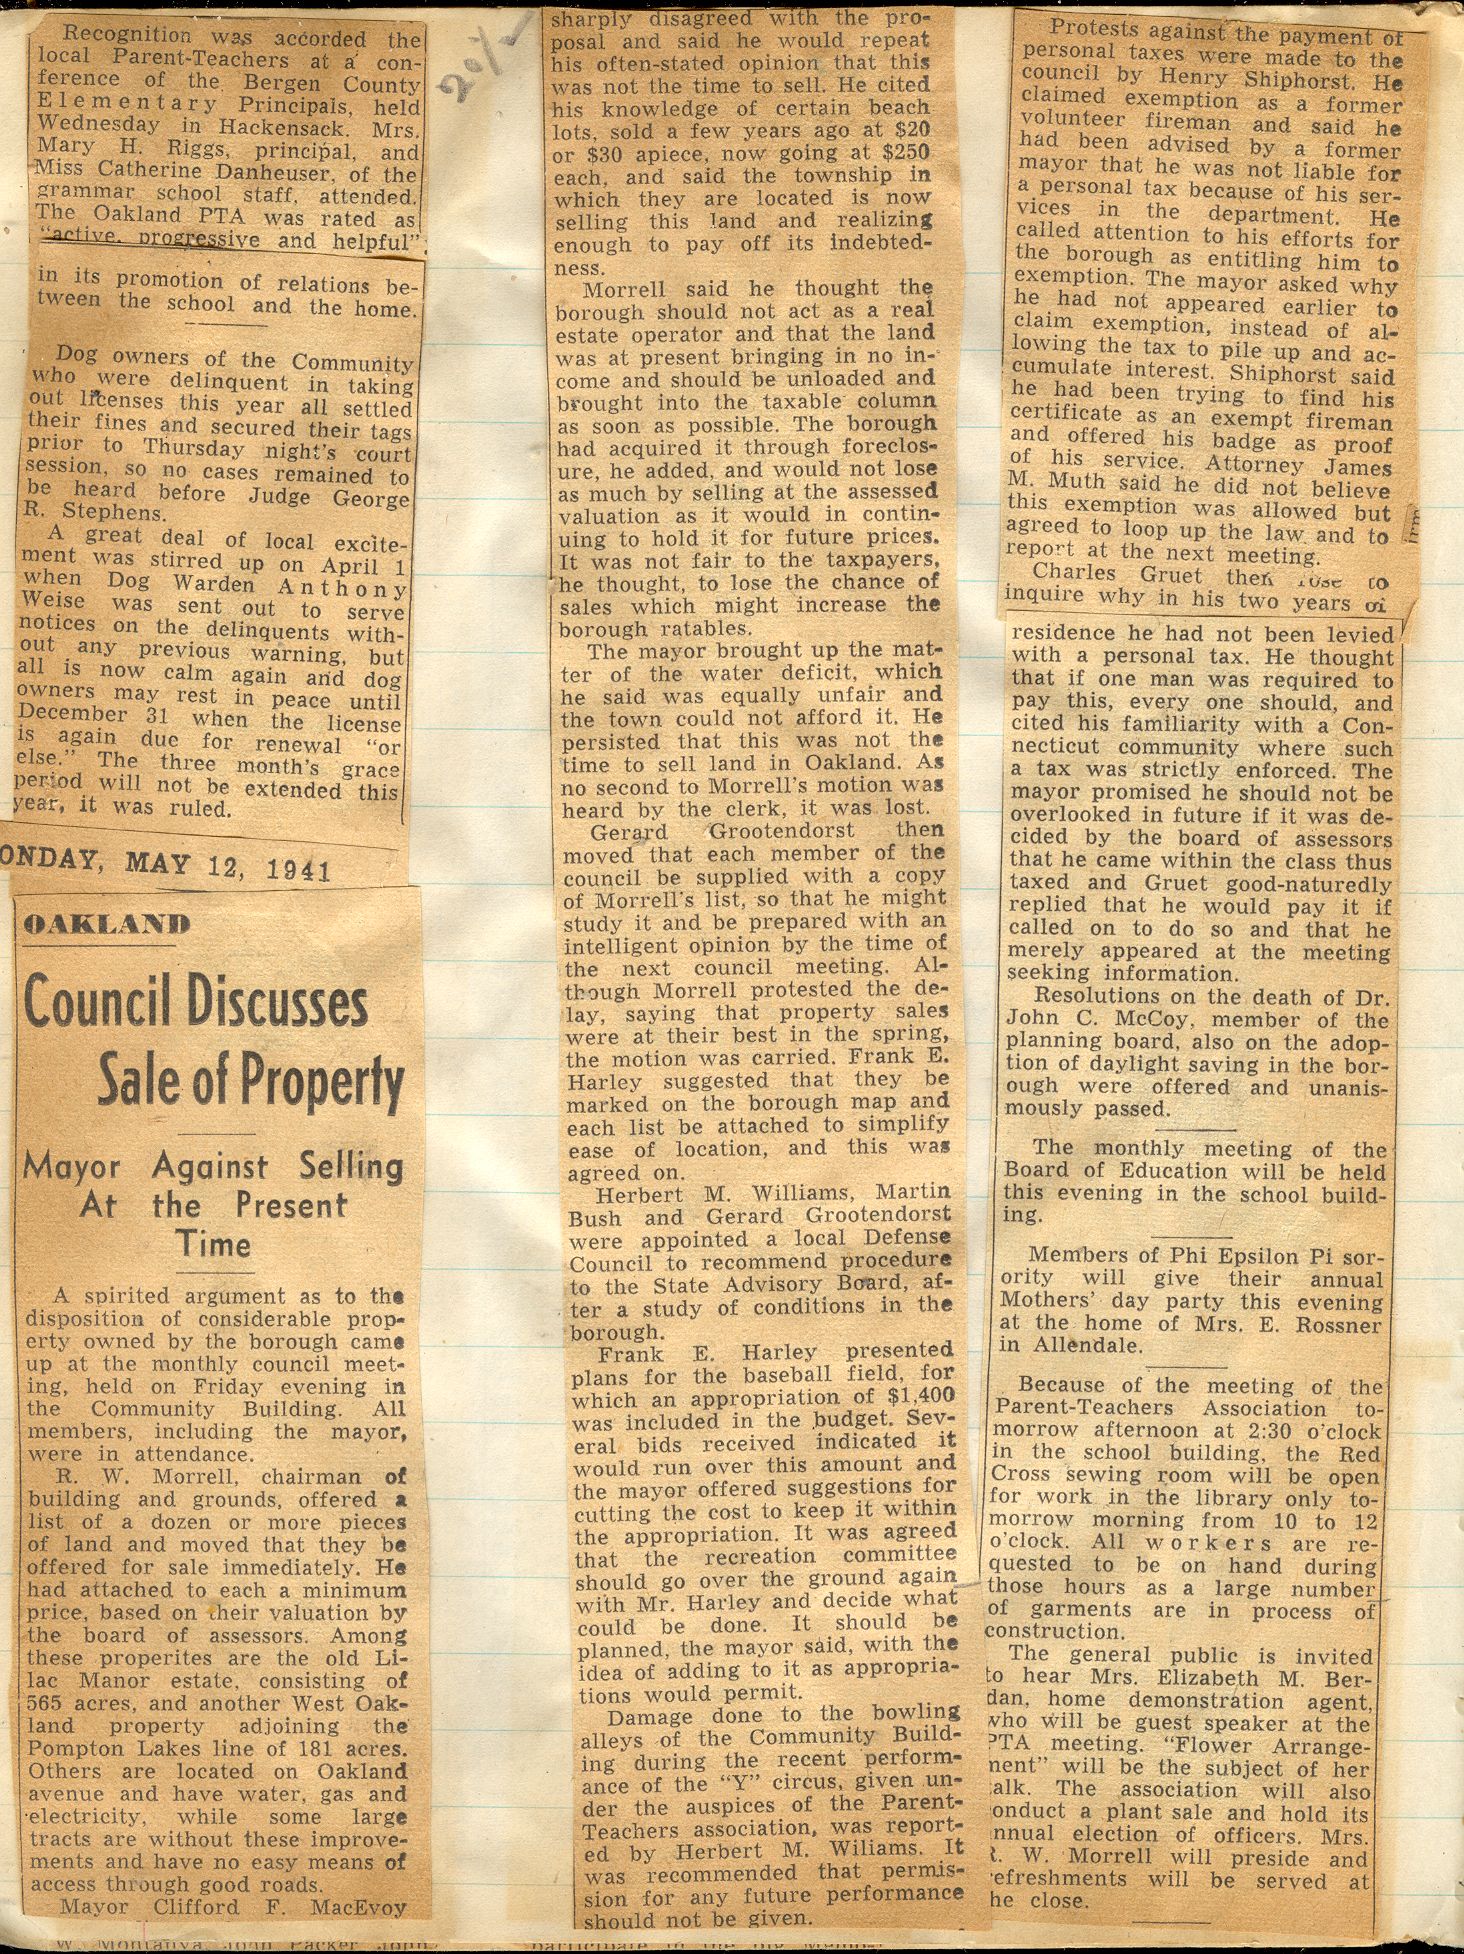 Recognition was accorded the
local Parent-Teachers at a con-
ference of the Bergen County
Elementary Principals, held
Wednesday in Hackensack. Mrs.
Mary H. Riggs, principal, and
Miss Catherine Danheuser, of the
grammar school staff, attended.
The Oakland PTA was rated as
"active, progressive and helpful"
in its promotion of relations be-
tween the school and the home.
Dog owners of the Community
who were delinquent in taking
out licenses this year all settled
their fines and secured their tags
prior to Thursday night's court
session, so no cases remained to
be heard before Judge George
R. Stephens.
A great deal of local excite-
ment was stirred up on April 1
when Dog Warden Anthony
Weise was sent out to serve
notices on the delinquents with-
out any previous warning, but
all is now calm again and dog
owners may rest in peace until
December 31 when the license
is again due for renewal "or
else." The three month's grace
period will not be extended this
year, it was ruled.
ONDAY, MAY 12, 1941
OAKLAND
Council Discusses
Sale of Property
Mayor Against Selling
At the Present
Time
A spirited argument as to the
disposition of considerable prop-
erty owned by the borough came
up at the monthly council meet-
ing, held on Friday evening in
the Community Building. All
members, including the mayor,
were in attendance.
R. W. Morrell, chairman of
building and grounds, offered a
list of a dozen or more pieces
of land and moved that they be
offered for sale immediately. He
had attached to each a minimum
price, based on their valuation by
the board of assessors. Among
these properites are the old Li-
lac Manor estate, consisting of
565 acres, and another West Oak-
land property adjoining the
Pompton Lakes line of 181 acres.
Others are located on Oakland
avenue and have water, gas and
electricity, while some large
tracts are without these improve-
ments and have no easy means of
access through good roads.
Mayor Clifford F. MacEvoy
W. Montanya, John Packer John
20%
sharply disagreed with the pro-
posal and said he would repeat
his often-stated opinion that this
was not the time to sell. He cited
his knowledge of certain beach
lots, sold a few years ago at $20
or $30 apiece, now going at $250
each, and said the township in
which they are located is now
selling this land and realizing
enough to pay off its indebted-
ness.
Morrell said he thought the
borough should not act as a real
estate operator and that the land
was at present bringing in no in-
come and should be unloaded and
brought into the taxable column
as soon as possible. The borough
had acquired it through foreclos-
ure, he added, and would not lose
as much by selling at the assessed
valuation as it would in contin-
uing to hold it for future prices.
It was not fair to the taxpayers,
he thought, to lose the chance of
sales which might increase the
borough ratables.
The mayor brought up the mat-
ter of the water deficit, which
he said was equally unfair and
the town could not afford it. He
persisted that this was not the
time to sell land in Oakland. As
no second to Morrell's motion was
heard by the clerk, it was lost.
Gerard Grootendorst then
moved that each member of the
council be supplied with a copy
of Morrell's list, so that he might
study it and be prepared with an
intelligent opinion by the time of
the next council meeting. Al-
though Morrell protested the de-
lay, saying that property sales
were at their best in the spring,
the motion was carried. Frank E.
Harley suggested that they be
marked on the borough map and
each list be attached to simplify
ease of location, and this was
agreed on.
Herbert M. Williams, Martin
Bush and Gerard Grootendorst
were appointed a local Defense
Council to recommend procedure
to the State Advisory Board, af-
ter a study of conditions in the
borough.
Frank E. Harley presented
plans for the baseball field, for
which an appropriation of $1,400
was included in the budget. Sev-
eral bids received indicated it
would run over this amount and
the mayor offered suggestions for
cutting the cost to keep it within
the appropriation. It was agreed
that the recreation committee
should go over the ground again
with Mr. Harley and decide what
could be done. It should be
planned, the mayor said, with the
idea of adding to it as appropria-
tions would permit.
Damage done to the bowling
alleys of the Community Build-
ing during the recent perform-
ance of the "Y" circus, given un-
der the auspices of the Parent-
Teachers association, was report-
ed by Herbert M. Wiliams. It
was recommended that permis-
sion for any future performance
should not be given.
participate in the big Memo-
Protests against the payment of
personal taxes were made to the
council by Henry Shiphorst. He
claimed exemption as a former
volunteer fireman and said he
had been advised by a former
mayor that he was not liable for
a personal tax because of his ser-
vices in the department. He
called attention to his efforts for
the borough as entitling him to
exemption. The mayor asked why
he had not appeared earlier to
claim exemption, instead of al-
lowing the tax to pile up and ac-
cumulate interest. Shiphorst said
he had been trying to find his
certificate as an exempt fireman
and offered his badge as proof
of his service. Attorney James
M. Muth said he did not believe
this exemption was allowed but
agreed to loop up the law and to
report at the next meeting.
Charles Gruet then rose to
inquire why in his two years of
residence he had not been levied
with a personal tax. He thought
that if one man was required to
pay this, every one should, and
cited his familiarity with a Con-
necticut community where such
a tax was strictly enforced. The
mayor promised he should not be
overlooked in future if it was de-
cided by the board of assessors
that he came within the class thus
taxed and Gruet good-naturedly
replied that he would pay it if
called on to do so and that he
merely appeared at the meeting
seeking information.
Resolutions on the death of Dr.
John C. McCoy, member of the
planning board, also on the adop-
tion of daylight saving in the bor-
ough were offered and unanis-
mously passed.
The monthly meeting of the
Board of Education will be held
this evening in the school build-
ing.
Members of Phi Epsilon Pi sor-
ority will give their annual
Mothers' day party this evening
at the home of Mrs. E. Rossner
in Allendale.
Because of the meeting of the
Parent-Teachers Association to-
morrow afternoon at 2:30 o'clock
in the school building, the Red
Cross sewing room will be open
for work in the library only to-
morrow morning from 10 to 12
o'clock. All workers are re-
quested to be on hand during
those hours as a large number
of garments are in process of
construction.
The general public is invited
to hear Mrs. Elizabeth M. Ber-
dan, home demonstration agent,
who will be guest speaker at the
PTA meeting. "Flower Arrange-
ment" will be the subject of her
alk. The association will also
onduct a plant sale and hold its
nnual election of officers. Mrs.
R. W. Morrell will preside and
refreshments will be served at
he close.